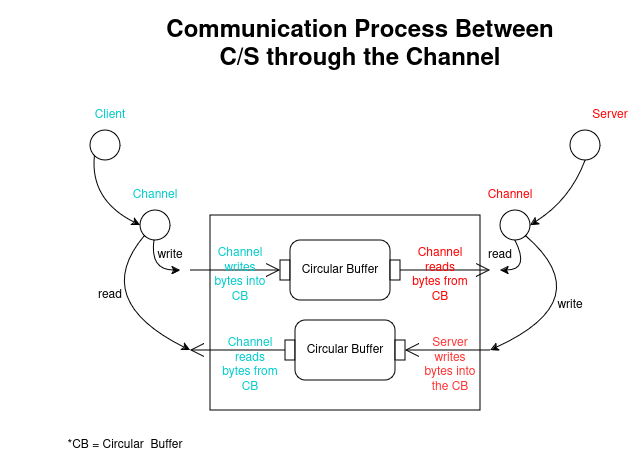 Communication Process Between
C/S through the Channel
Client
Server
Channel
Channel
write
read
Channel
writes
bytes into
CB
Circular Buffer
Channel
reads
bytes from
CB
read
write
Channel
reads
bytes from
CB
Circular Buffer
Server
writes
bytes into
the CB
*CB = Circular Buffer